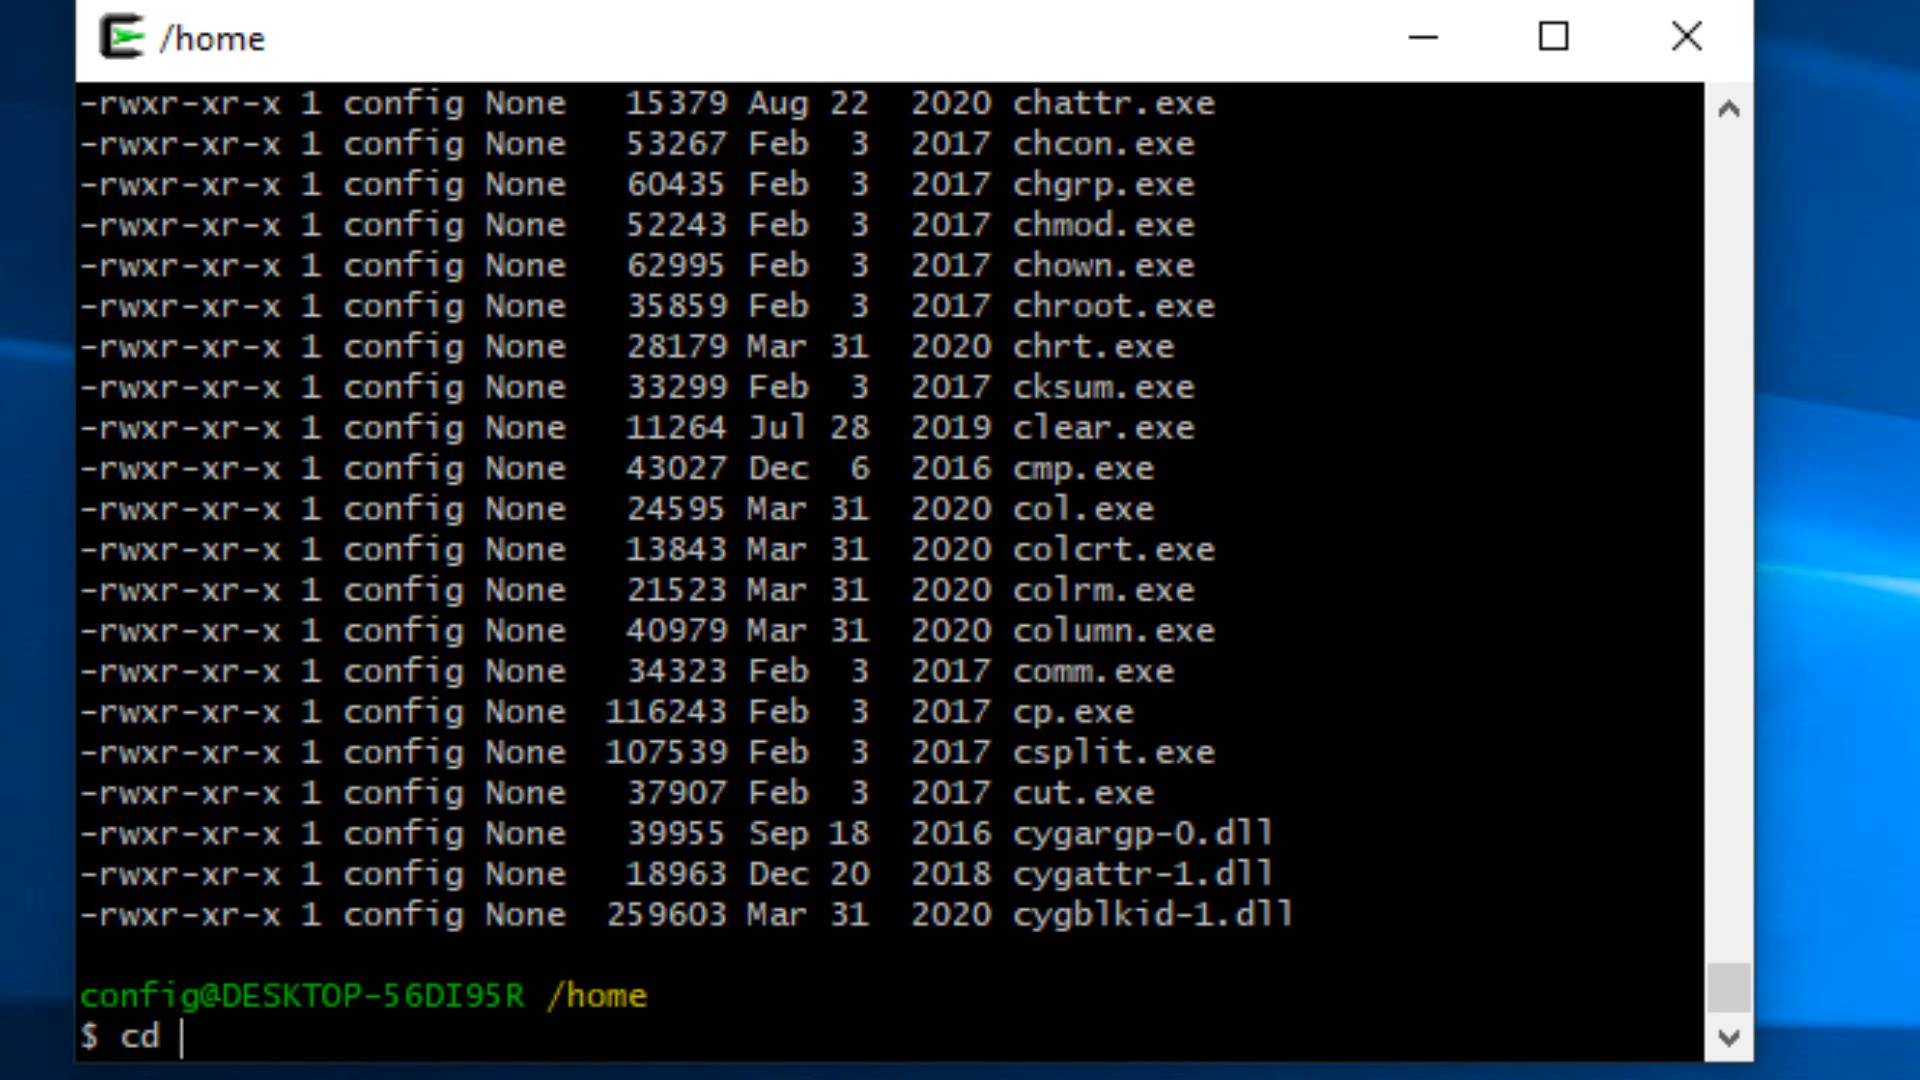 /home
-rwxr-xr-x 1 config None   15379 Aug 22  2020 chattr.exe
-rwxr-xr-x 1 config None   53267 Feb  3  2017 chcon.exe
-rwxr-xr-x 1 config None   60435 Feb  3  2017 chgrp.exe
-rwxr-xr-x 1 config None   52243 Feb  3  2017 chmod.exe
-rwxr-xr-x 1 config None   62995 Feb  3  2017 chown.exe
-rwxr-xr-x 1 config None   35859 Feb  3  2017 chroot.exe
-rwxr-xr-x 1 config None   28179 Mar 31  2020 chrt.exe
-rwxr-xr-x 1 config None   33299 Feb  3  2017 cksum.exe
-rwxr-xr-x 1 config None   11264 Jul 28  2019 clear.exe
-rwxr-xr-x 1 config None   43027 Dec  6  2016 cmp.exe
-rwxr-xr-x 1 config None   24595 Mar 31  2020 col.exe
-rwxr-xr-x 1 config None   13843 Mar 31  2020 colcrt.exe
-rwxr-xr-x 1 config None   21523 Mar 31  2020 colrm.exe
-rwxr-xr-x 1 config None   40979 Mar 31  2020 column.exe
-rwxr-xr-x 1 config None   34323 Feb  3  2017 comm.exe
-rwxr-xr-x 1 config None  116243 Feb  3  2017 cp.exe
-rwxr-xr-x 1 config None  107539 Feb  3  2017 csplit.exe
-rwxr-xr-x 1 config None   37907 Feb  3  2017 cut.exe
-rwxr-xr-x 1 config None   39955 Sep 18  2016 cygargp-0.dll
-rwxr-xr-x 1 config None   18963 Dec 20  2018 cygattr-1.dll
-rwxr-xr-x 1 config None  259603 Mar 31  2020 cygblkid-1.dll
config@DESKTOP-56DI95R /home
$ cd